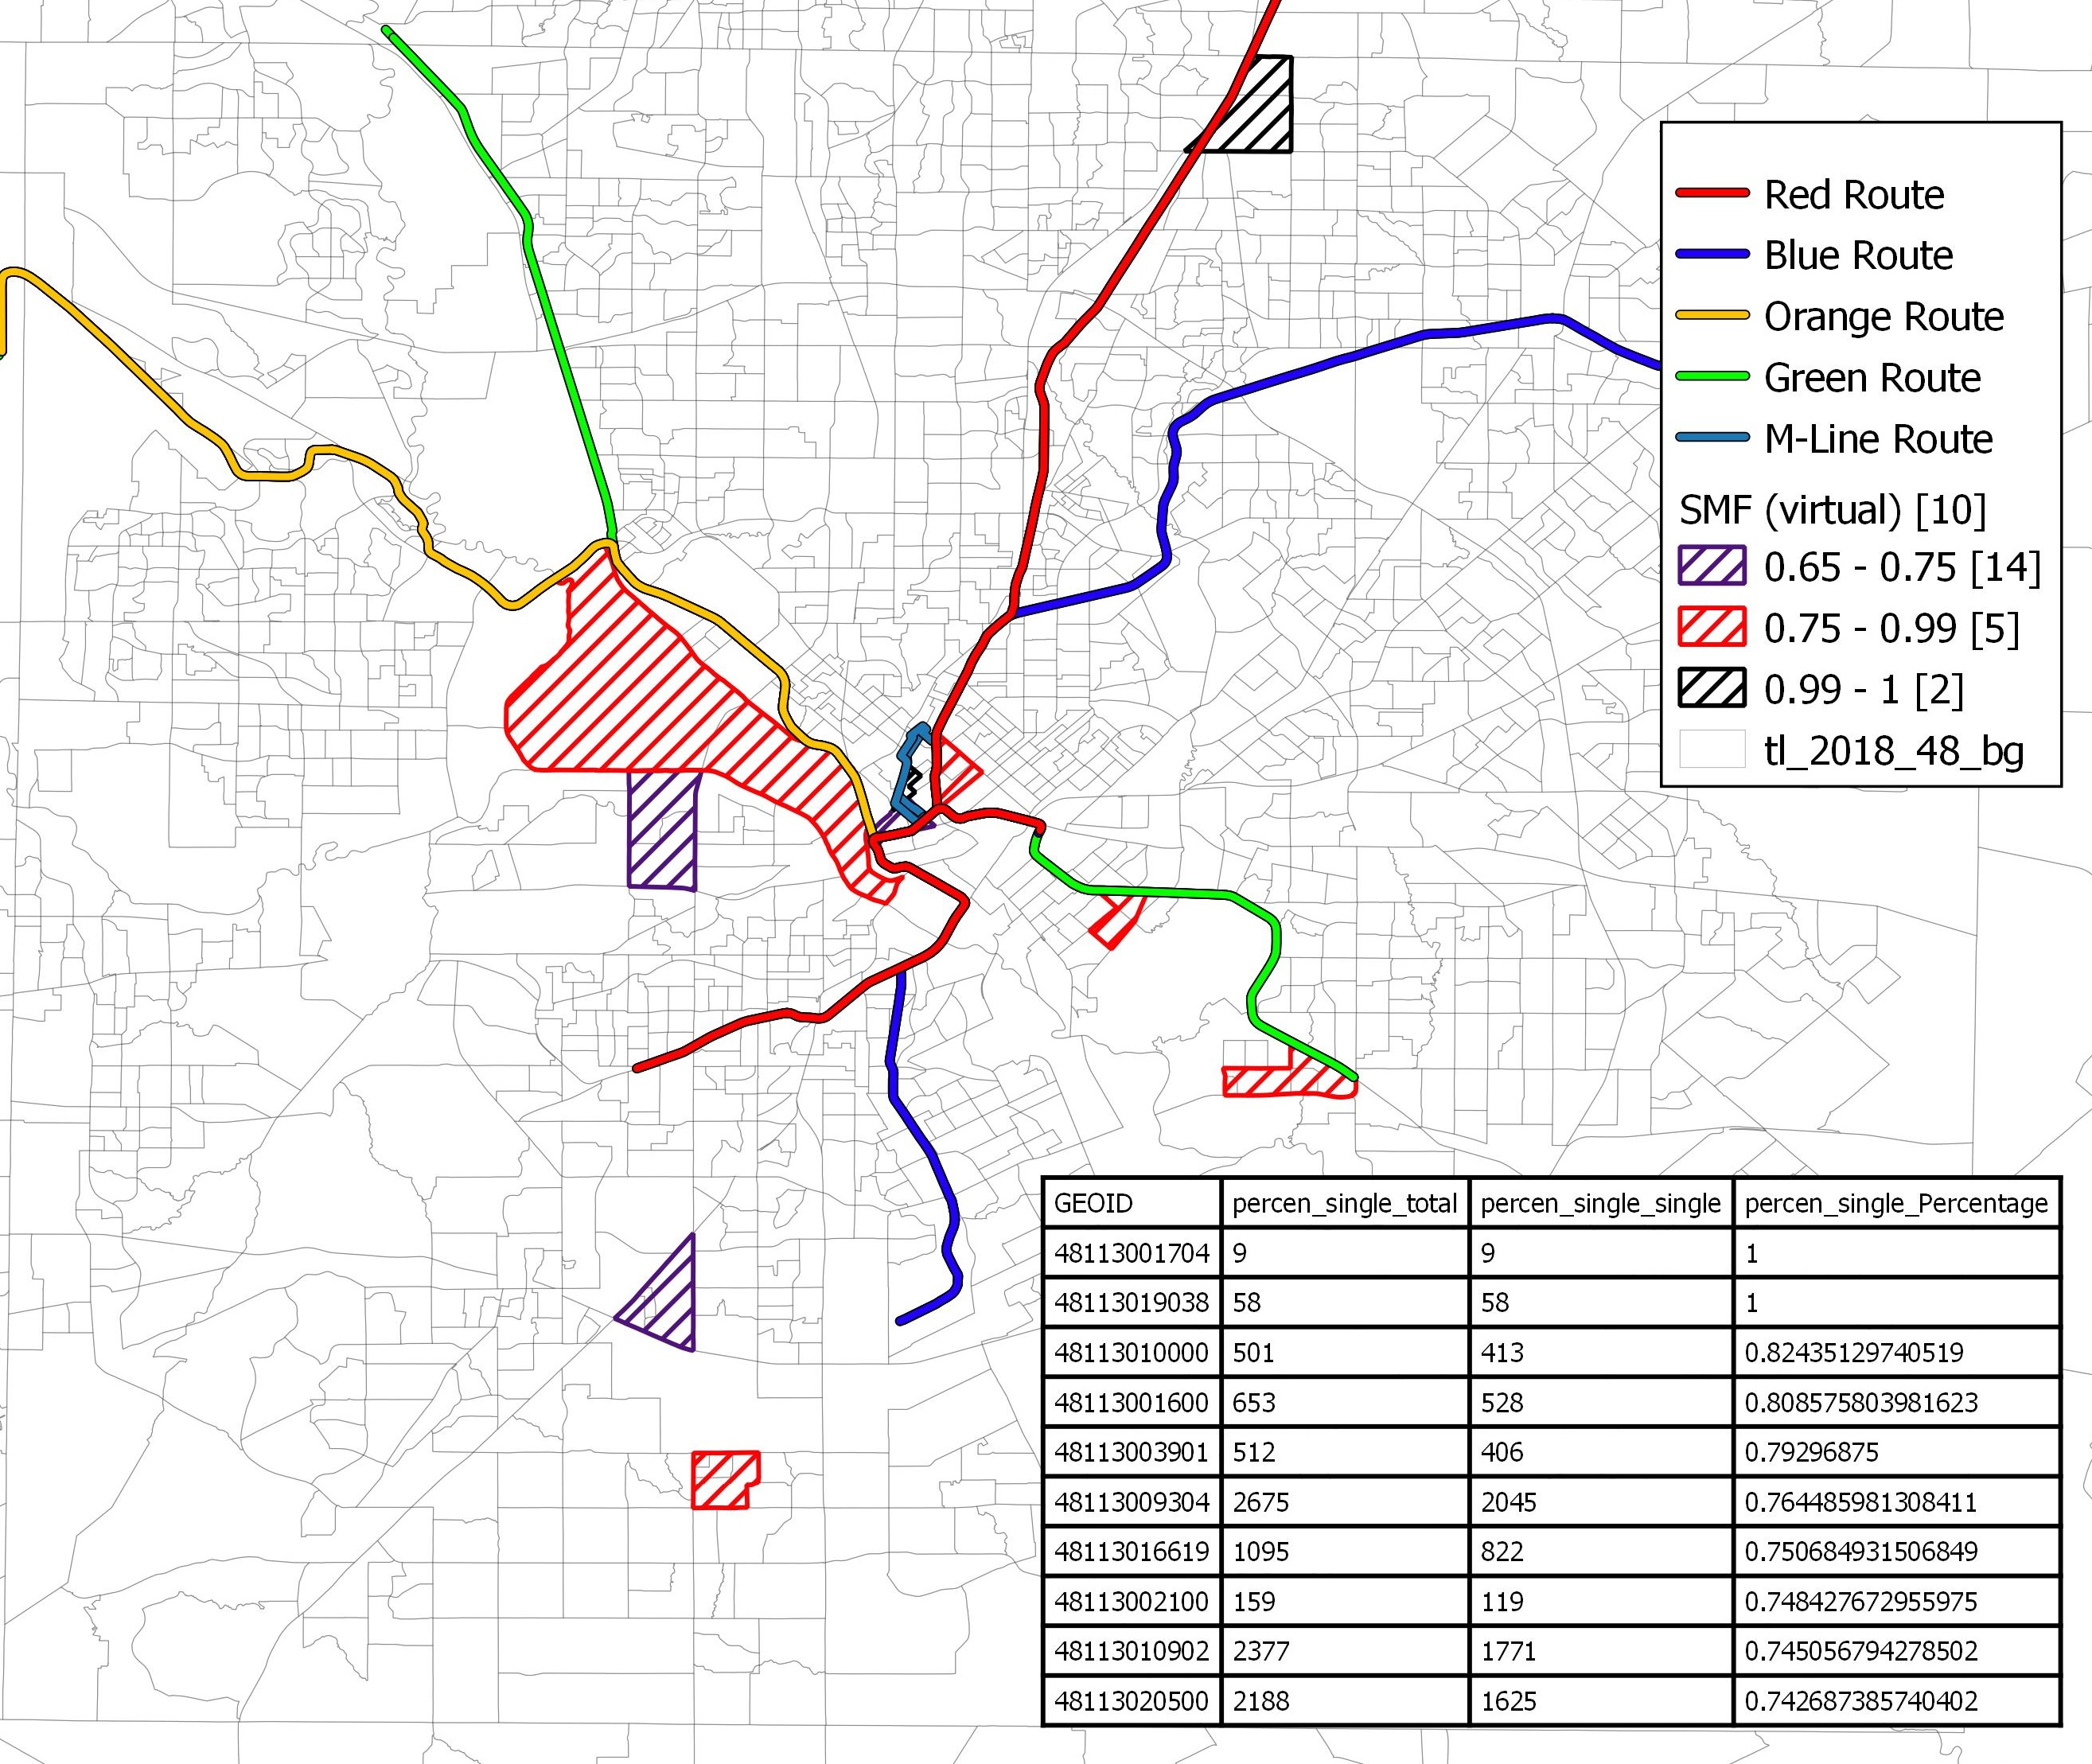 Red Route
Blue Route
Orange Route
Green Route
M-Line Route
SMF (virtual) [10]
0.65 - 0.75 [14]
0.75 - 0.99 [5]
0.99 - 1 [2]
tl_2018_48_bg
GEOID percen_single_total percen_single_single percen_single_Percentage
48113001704 9 9 1
48113019038 58 58 1
48113010000 501 413 0.82435129740519
48113001600 653 528 0.808575803981623
48113003901 512 406 0.79296875
48113009304 2675 2045 0.764485981308411
48113016619 1095 822 0.750684931506849
48113002100 159 119 0.748427672955975
48113010902 2377 1771 0.745056794278502
48113020500 2188 1625 0.742687385740402